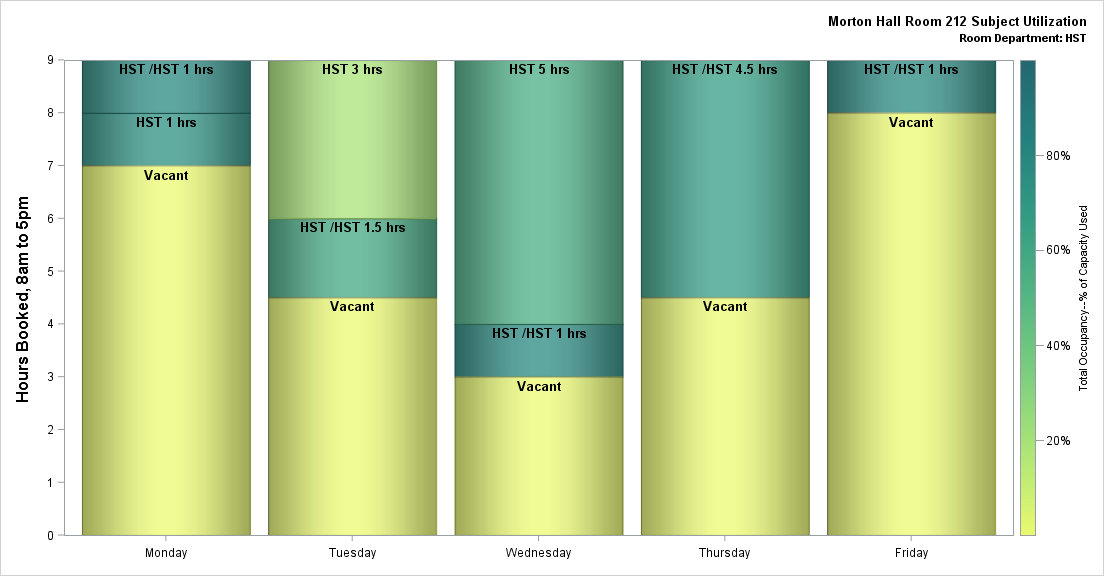 Morton Hall Room 212 Subject Utilization
Room Department: HST
Hours Booked, 8am to 5pm
9
8
7
6
5
4
3
2
1
0
HST /HST 1 hrs
HST 1 hrs
Vacant
HST 3 hrs
HST /HST 1.5 hrs
Vacant
HST 5 hrs
HST /HST 1 hrs
Vacant
HST /HST 4.5 hrs
Vacant
HST /HST 1 hrs
Vacant
Monday
Tuesday
Wednesday
Thursday
Friday
80%
60%
40%
20%
Total Occupancy--% of Capacity Used